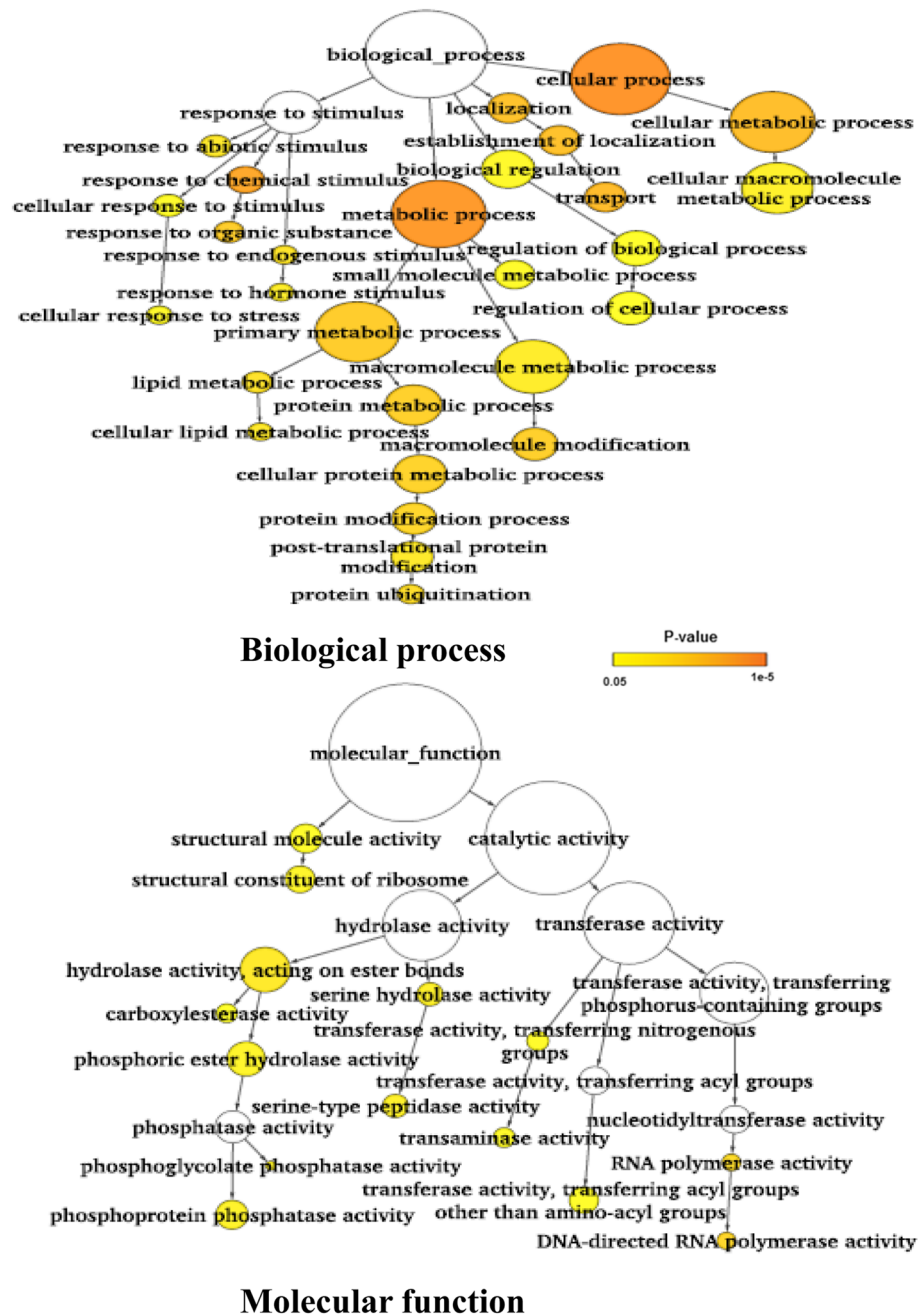 biological_process
cellular process
localization
response to stimulus
cellular metabolic process
establishment of localization
response to abiotic stimulus
biological regulation
response to chemical stimulus
cellular macromolecule
metabolic process
transport
cellular response to stimulus
metabolic process
response to organic substance
regulation of biological process
response to endogenous stimulus
small molecule metabolic process
response to hormone stimulus
regulation of cellular process
cellular response to stress
primary metabolic process
macromolecule metabolic process
lipid metabolic process
protein metabolic process
cellular lipid metabolic process
macromolecule modification
cellular protein metabolic process
protein modification process
post-translational protein
modification
protein ubiquitination
Biological process
P-value
0.05
1e-5
molecular_function
structural molecule activity
catalytic activity
structural constituent of ribosome
hydrolase activity
transferase activity
hydrolase activity, acting on ester bonds
transferase activity, transferring
phosphorus-containing groups
serine hydrolase activity
carboxylesterase activity
transferase activity, transferring nitrogenous
groups
phosphoric ester hydrolase activity
transferase activity, transferring acyl groups
serine-type peptidase activity
nucleotidyltransferase activity
phosphatase activity
transaminase activity
phosphoglycolate phosphatase activity
RNA polymerase activity
transferase activity, transferring acyl groups
other than amino-acyl groups
phosphoprotein phosphatase activity
DNA-directed RNA polymerase activity
Molecular function